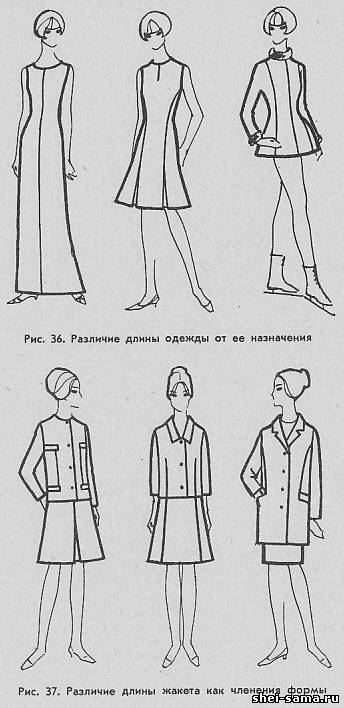 Рис. 36. Различие длины одежды от ее назначения
Рис. 37. Различие длины жакета как членения формы
shei-sama.ru